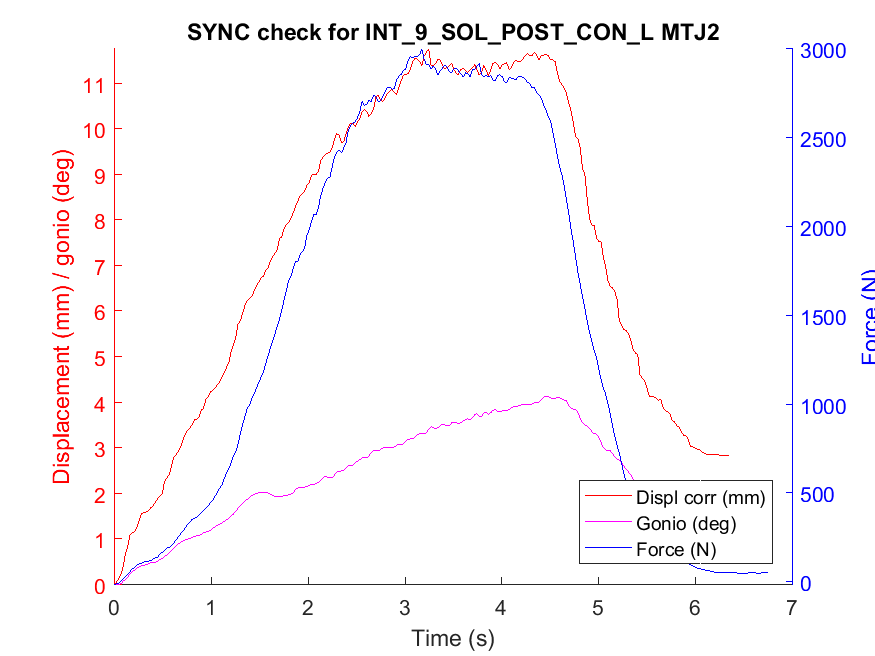 SYNC check for INT_9_SOL_POST_CON_L MTJ2
Displacement (mm) / gonio (deg)
11
10
9
8
7
6
5
4
3
2
1
0
3000
2500
2000
1500
1000
500
0
Force (N)
Displ corr (mm)
Gonio (deg)
Force (N)
0 1 2 3 4 5 6 7
Time (s)